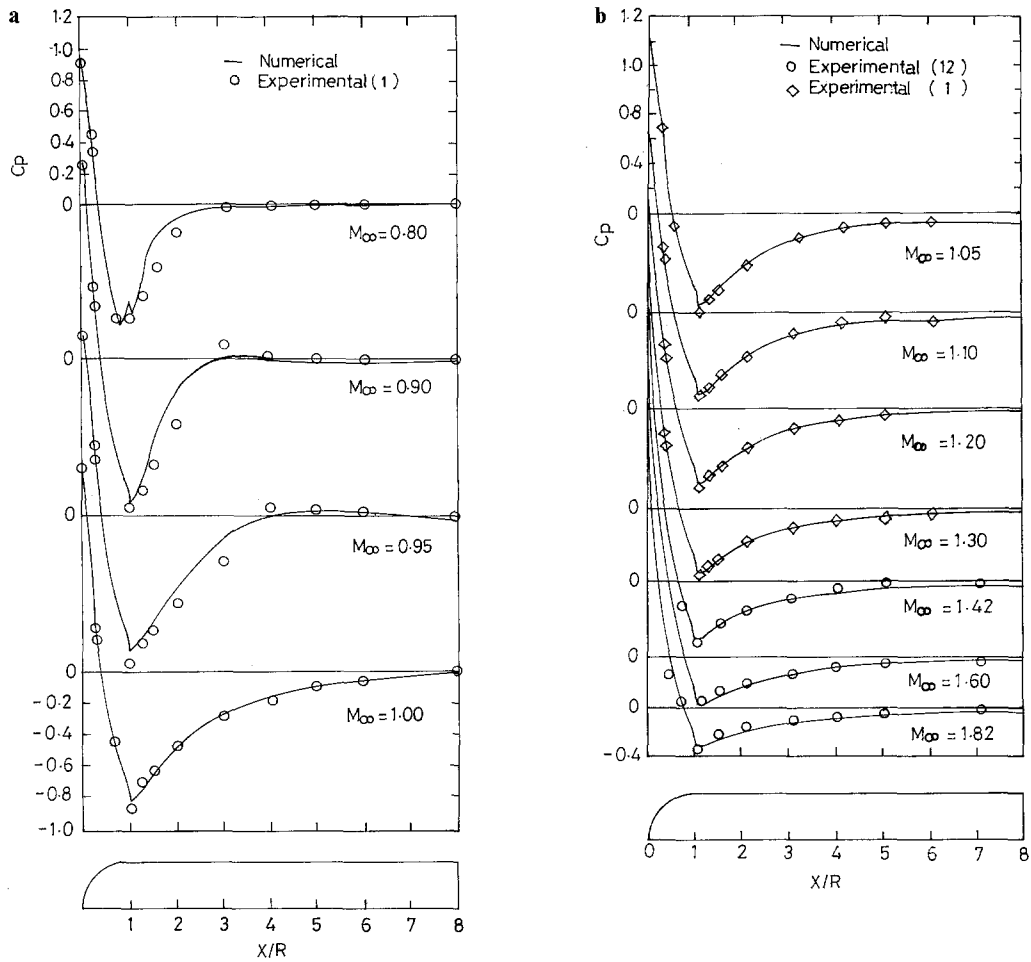 a
1.2
1.0
0.8
0.6
0.4
0.2
0
0
0
0
-0.2
-0.4
-0.6
-0.8
-1.0
Cp
— Numerical
○ Experimental (1)
M∞ = 0.80
M∞ = 0.90
M∞ = 0.95
M∞ = 1.00
1 2 3 4 5 6 7 8
X/R
b
1.2
1.0
0.8
0.4
0
0
0
0
0
0
0
-0.4
Cp
— Numerical
○ Experimental (12)
◇ Experimental (1)
M∞ = 1.05
M∞ = 1.10
M∞ = 1.20
M∞ = 1.30
M∞ = 1.42
M∞ = 1.60
M∞ = 1.82
0 1 2 3 4 5 6 7 8
X/R